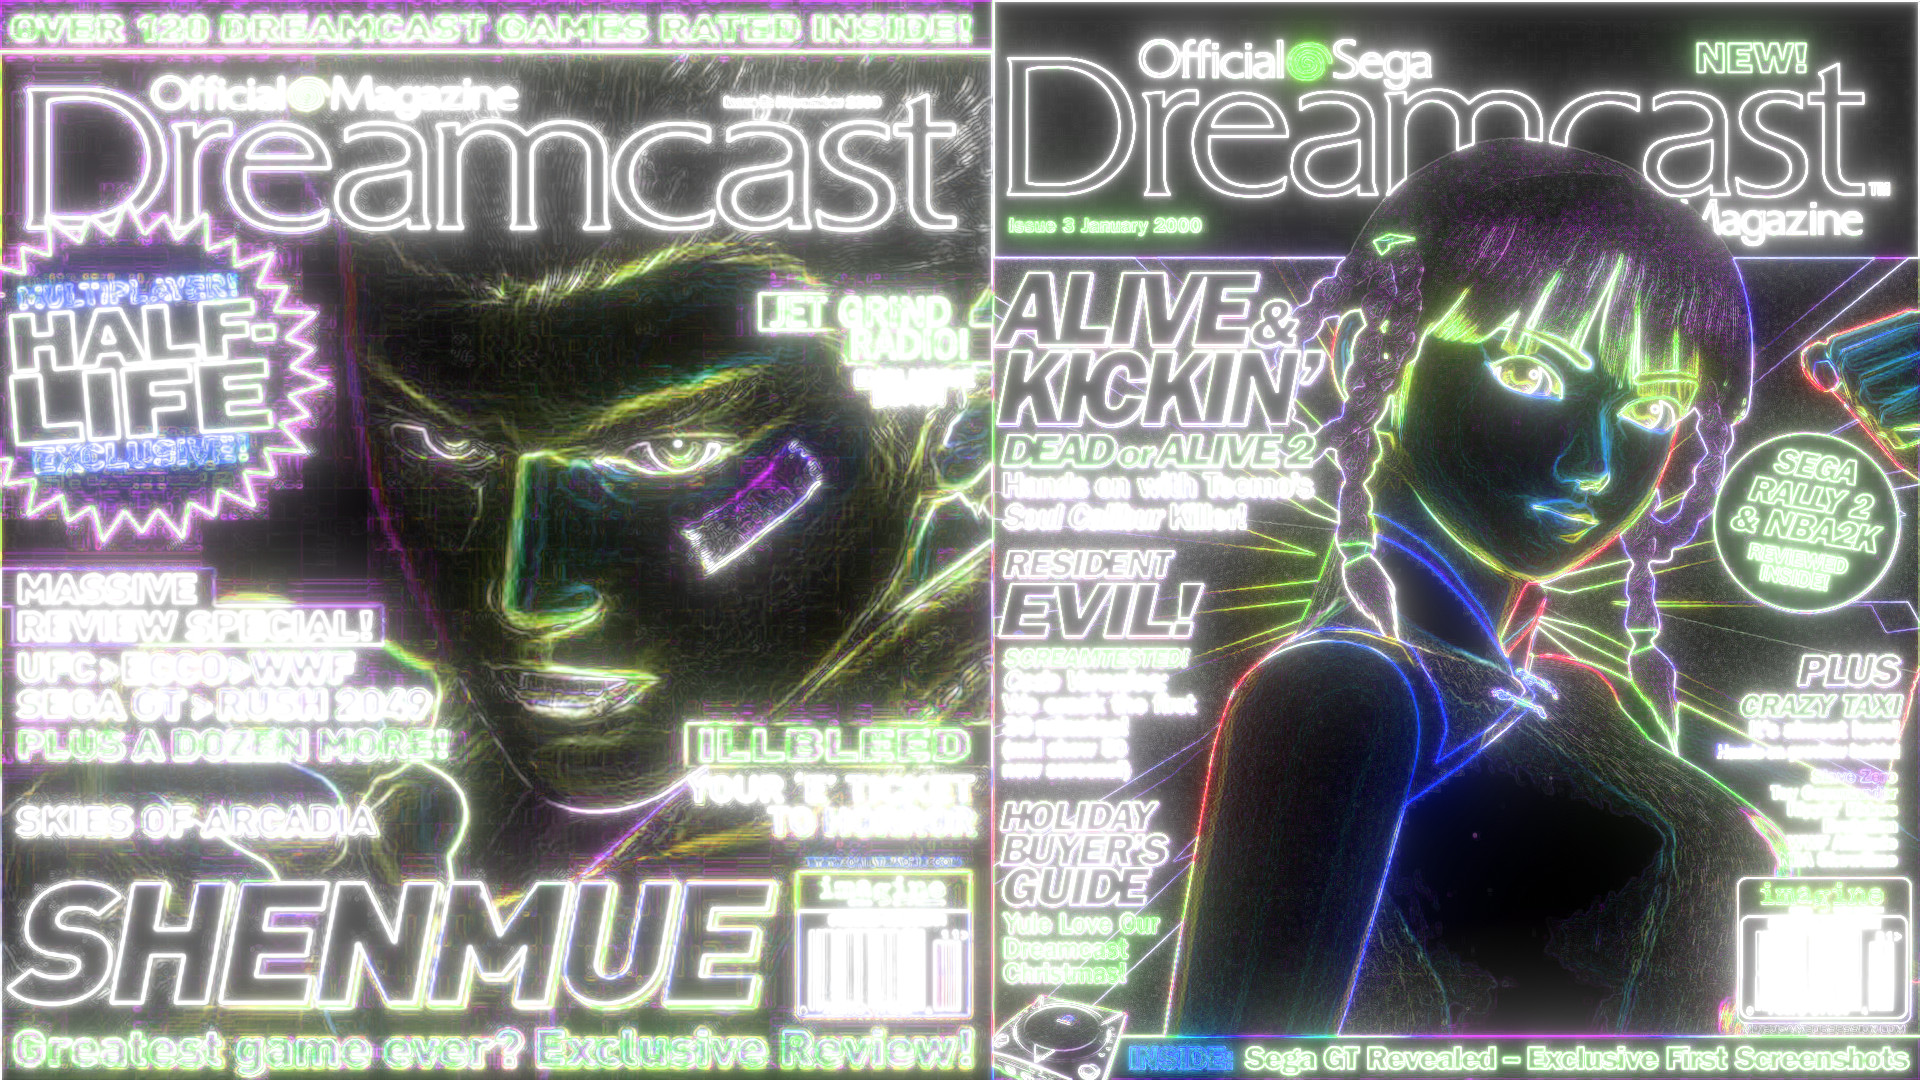 OVER 120 DREAMCAST GAMES RATED INSIDE!
Official Magazine
Dreamcast
MULTIPLAYER!
HALF-
LIFE
EXCLUSIVE!
JET GRIND
RADIO!
MASSIVE
REVIEW SPECIAL!
UFC > EGGO > WWF
SEGA GT > RUSH 2049
PLUS A DOZEN MORE!
SKIES OF ARCADIA
ILLBLEED
YOUR TICKET
TO HORROR
SHENMUE
imagine
Greatest game ever? Exclusive Review!
Official Sega
NEW!
Dreamcast™
Magazine
Issue 3 January 2000
ALIVE &
KICKIN'
DEAD or ALIVE 2
Hands on with Tecmo's
Soul Calibur Killer!
RESIDENT
EVIL!
SCREAMTESTED!
HOLIDAY
BUYER'S
GUIDE
Yule Love Our
Dreamcast
Christmas!
SEGA
RALLY 2
& NBA2K
REVIEWED
INSIDE!
PLUS
CRAZY TAXI
imagine
INSIDE: Sega GT Revealed – Exclusive First Screenshots